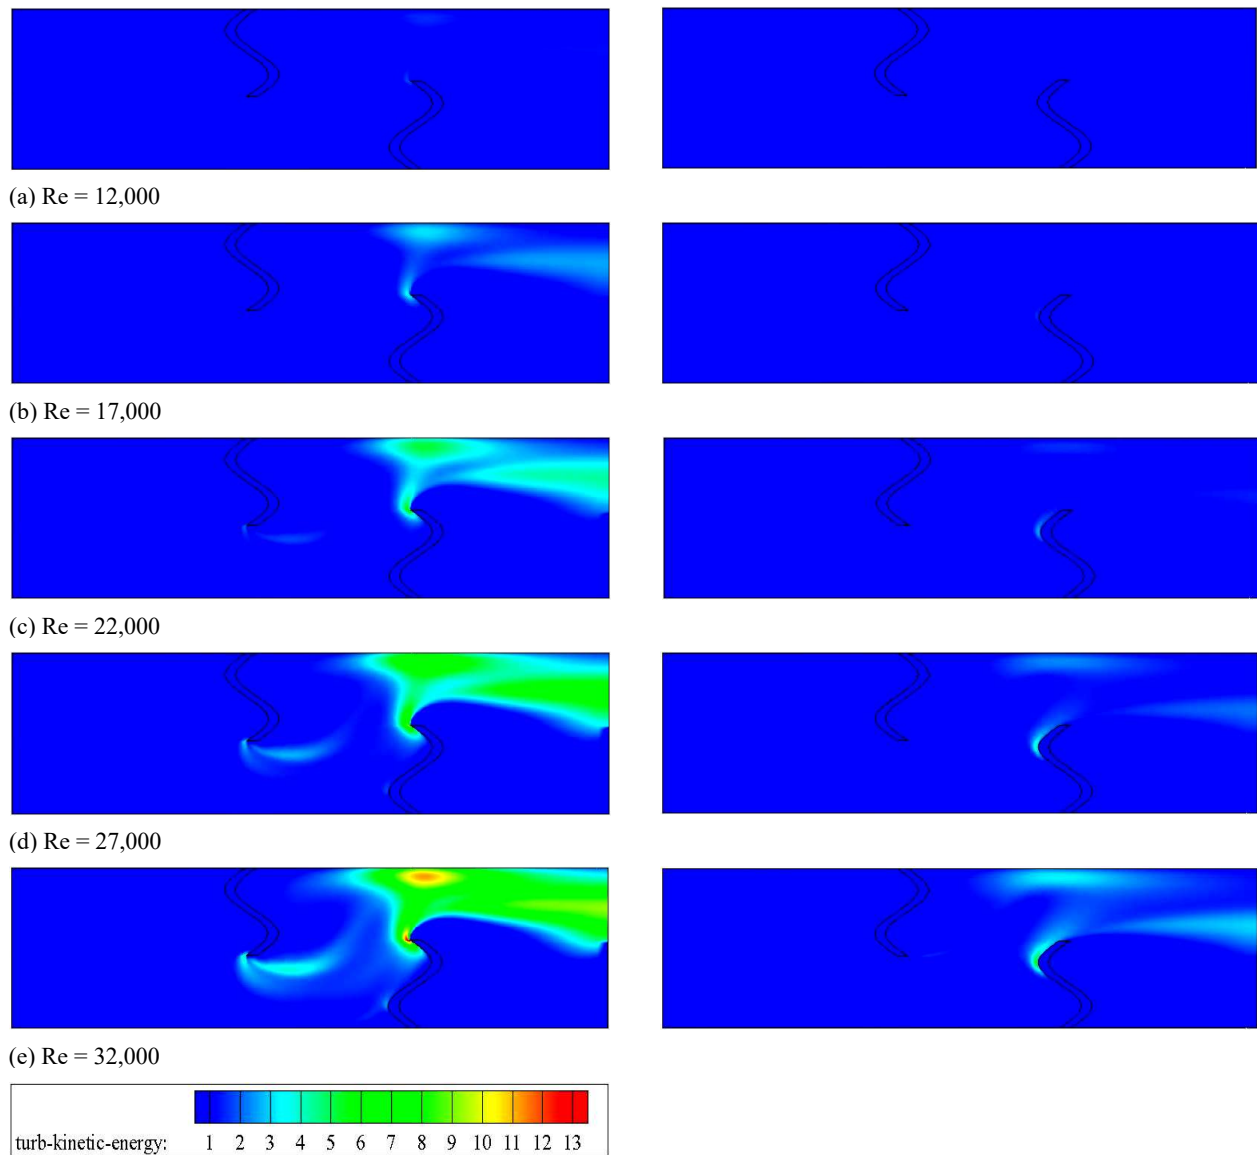 (a) Re = 12,000
(b) Re = 17,000
(c) Re = 22,000
(d) Re = 27,000
(e) Re = 32,000
turb-kinetic-energy: 1 2 3 4 5 6 7 8 9 10 11 12 13